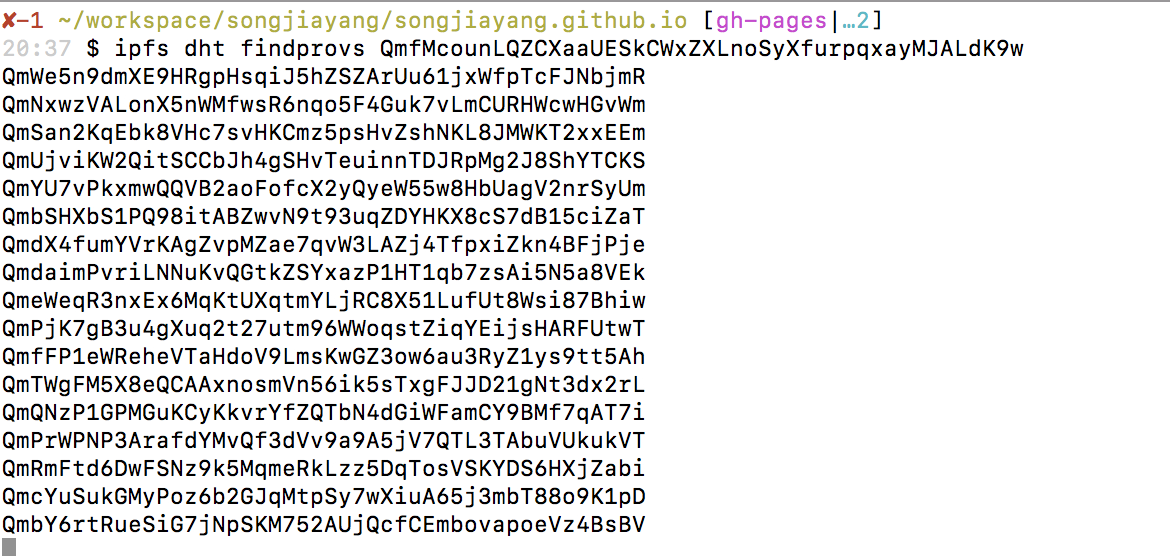 ✘-1 ~/workspace/songjiayang/songjiayang.github.io [gh-pages|…2]
20:37 $ ipfs dht findprovs QmfMcounLQZCXaaUESkCWxZXLnoSyXfurpqxayMJALdK9w
QmWe5n9dmXE9HRgpHsqiJ5hZSZArUu61jxWfpTcFJNbjmR
QmNxwzVALonX5nWMfwsR6nqo5F4Guk7vLmCURHWcwHGvWm
QmSan2KqEbk8VHc7svHKCmz5psHvZshNKL8JMWKT2xxEEm
QmUjviKW2QitSCCbJh4gSHvTeuinnTDJRpMg2J8ShYTCKS
QmYU7vPkxmwQQVB2aoFofcX2yQyeW55w8HbUagV2nrSyUm
QmbSHXbS1PQ98itABZwvN9t93uqZDYHKX8cS7dB15ciZaT
QmdX4fumYVrKAgZvpMZae7qvW3LAZj4TfpxiZkn4BFjPje
QmdaimPvriLNNuKvQGtkZSYxazP1HT1qb7zsAi5N5a8VEk
QmeWeqR3nxEx6MqKtUXqtmYLjRC8X51LufUt8Wsi87Bhiw
QmPjK7gB3u4gXuq2t27utm96WWoqstZiqYEijsHARFUtwT
QmfFP1eWReheVTaHdoV9LmsKwGZ3ow6au3RyZ1ys9tt5Ah
QmTWgFM5X8eQCAAxnosmVn56ik5sTxgFJJD21gNt3dx2rL
QmQNzP1GPMGuKCyKkvrYfZQTbN4dGiWFamCY9BMf7qAT7i
QmPrWPNP3ArafdYMvQf3dVv9a9A5jV7QTL3TAbuVUkukVT
QmRmFtd6DwFSNz9k5MqmeRkLzz5DqTosVSKYDS6HXjZabi
QmcYuSukGMyPoz6b2GJqMtpSy7wXiuA65j3mbT88o9K1pD
QmbY6rtRueSiG7jNpSKM752AUjQcfCEmbovapoeVz4BsBV